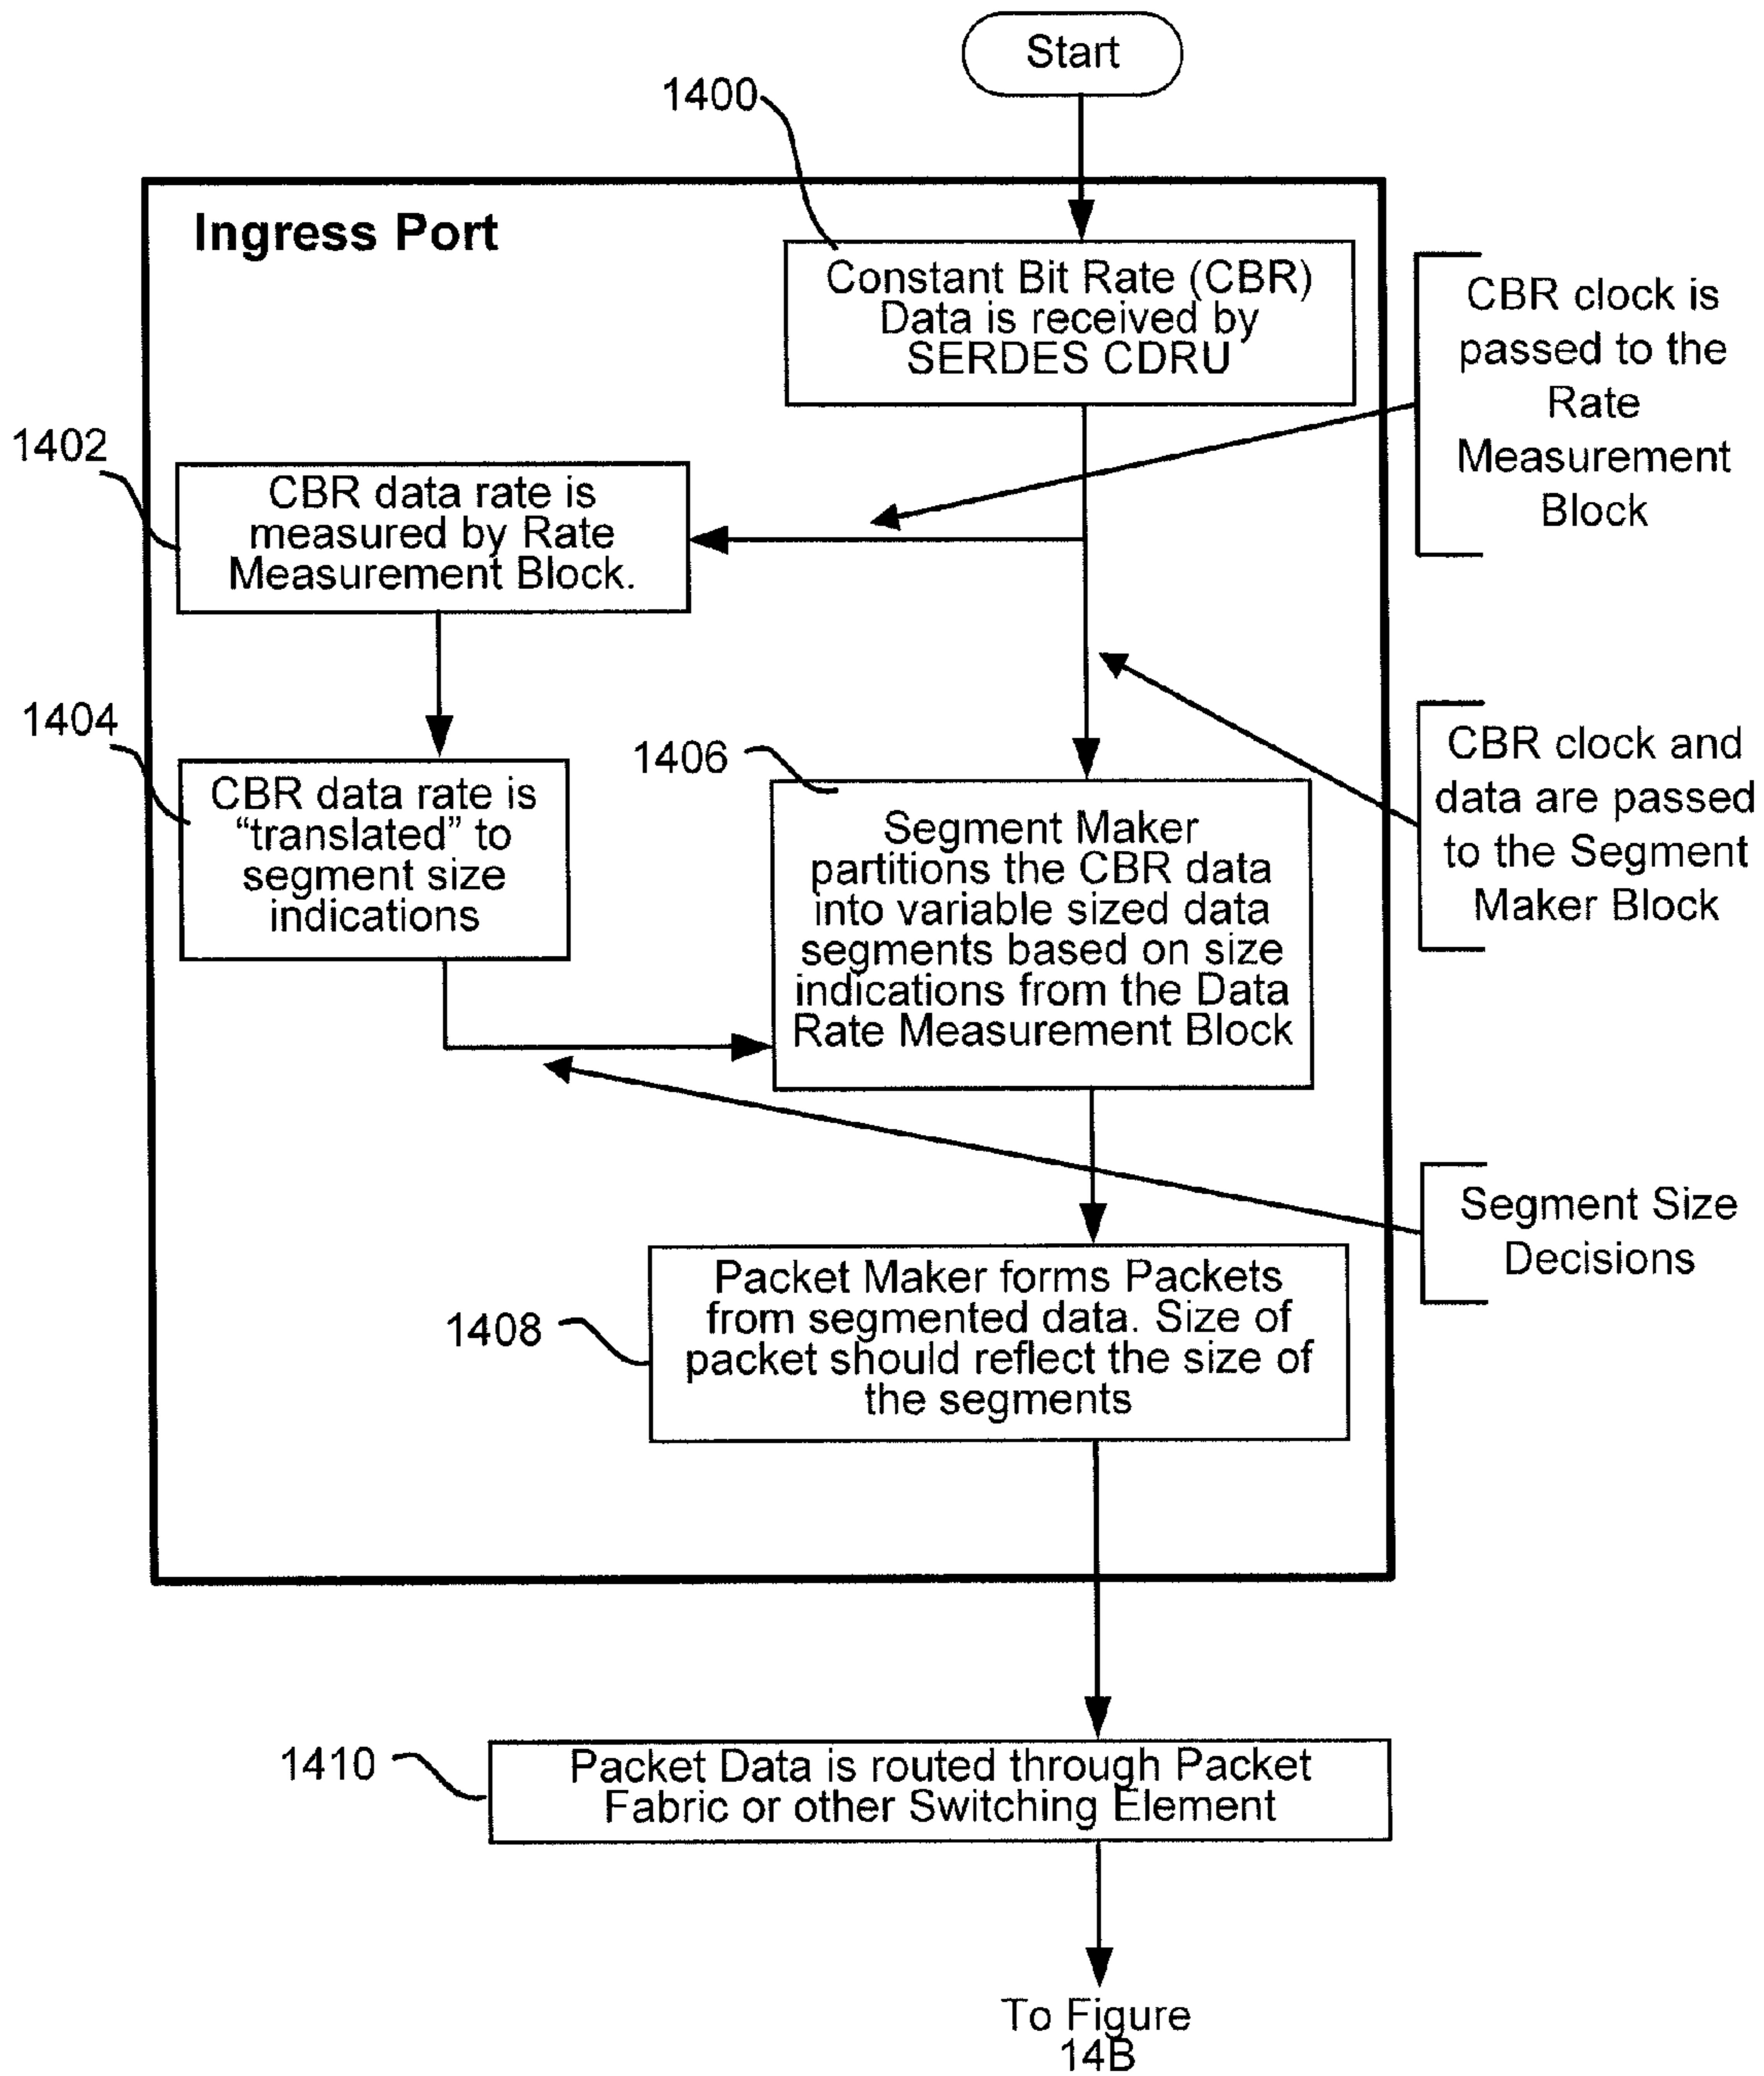 Start
1400
Ingress Port
Constant Bit Rate (CBR)
Data is received by
SERDES CDRU
CBR clock is
passed to the
Rate
Measurement
Block
1402
CBR data rate is
measured by Rate
Measurement Block.
1404
CBR data rate is
“translated” to
segment size
indications
1406
Segment Maker
partitions the CBR data
into variable sized data
segments based on size
indications from the Data
Rate Measurement Block
CBR clock and
data are passed
to the Segment
Maker Block
Segment Size
Decisions
1408
Packet Maker forms Packets
from segmented data. Size of
packet should reflect the size of
the segments
1410
Packet Data is routed through Packet
Fabric or other Switching Element
To Figure
14B